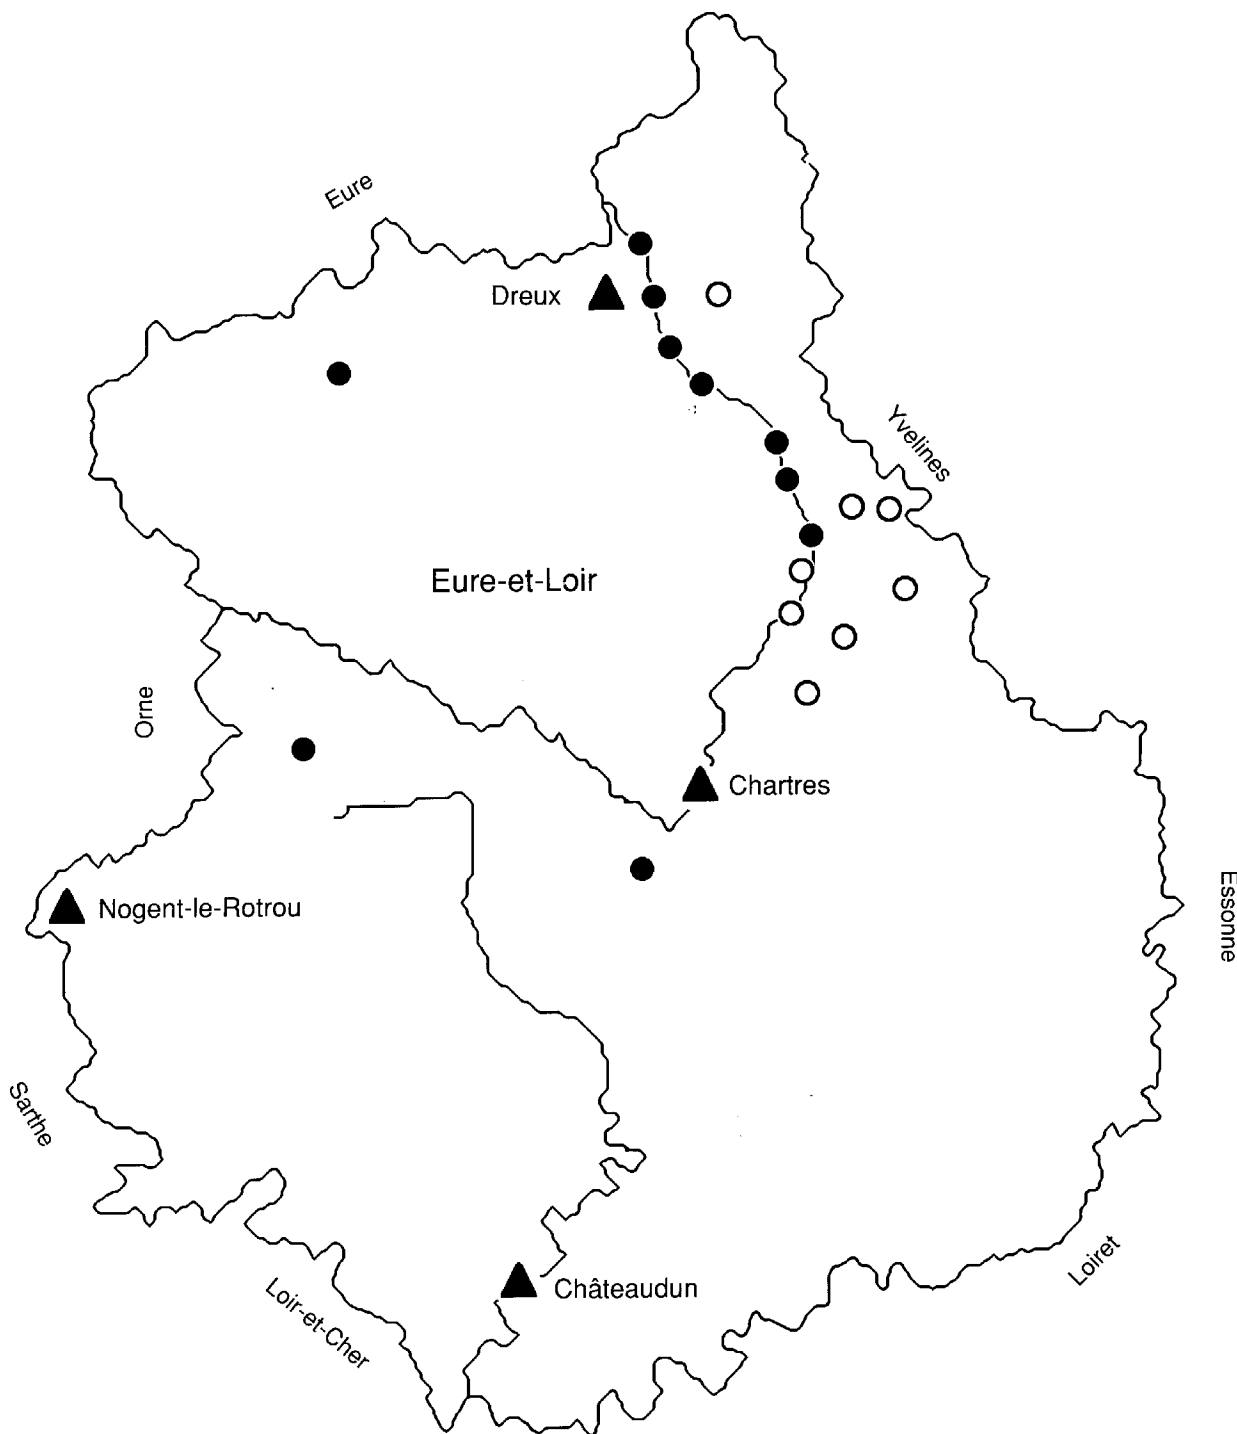 Eure
Dreux
Yvelines
Eure-et-Loir
Orne
Chartres
Essonne
Nogent-le-Rotrou
Sarthe
Loiret
Châteaudun
Loir-et-Cher